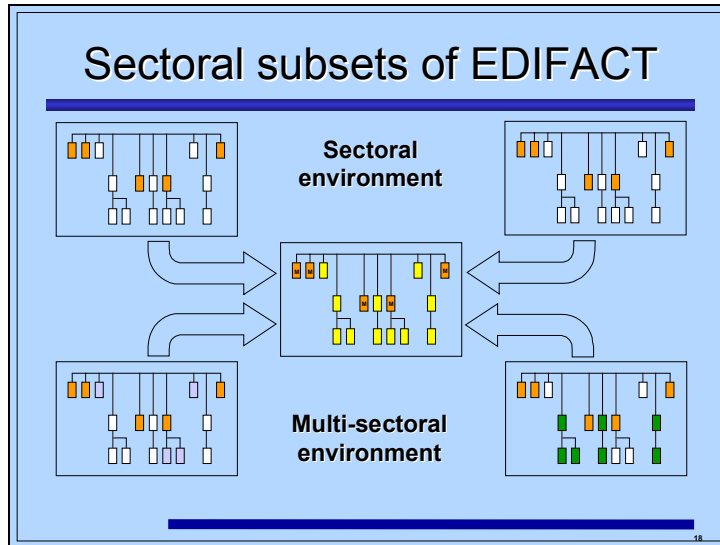 Sectoral subsets of EDIFACT
Sectoral
environment
M M M
M M
Multi-sectoral
environment
18